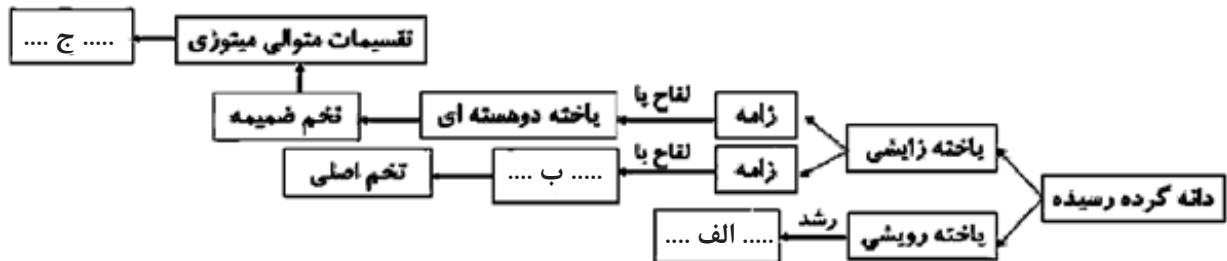 ..... ج .... تقسیمات متوالی میتوزی
تخم ضمیمه یاخته دوهسته ای لقاح با زامه
تخم اصلی ..... ب .... لقاح با زامه
یاخته زایشی
دانه گرده رسیده
..... الف .... رشد یاخته رویشی